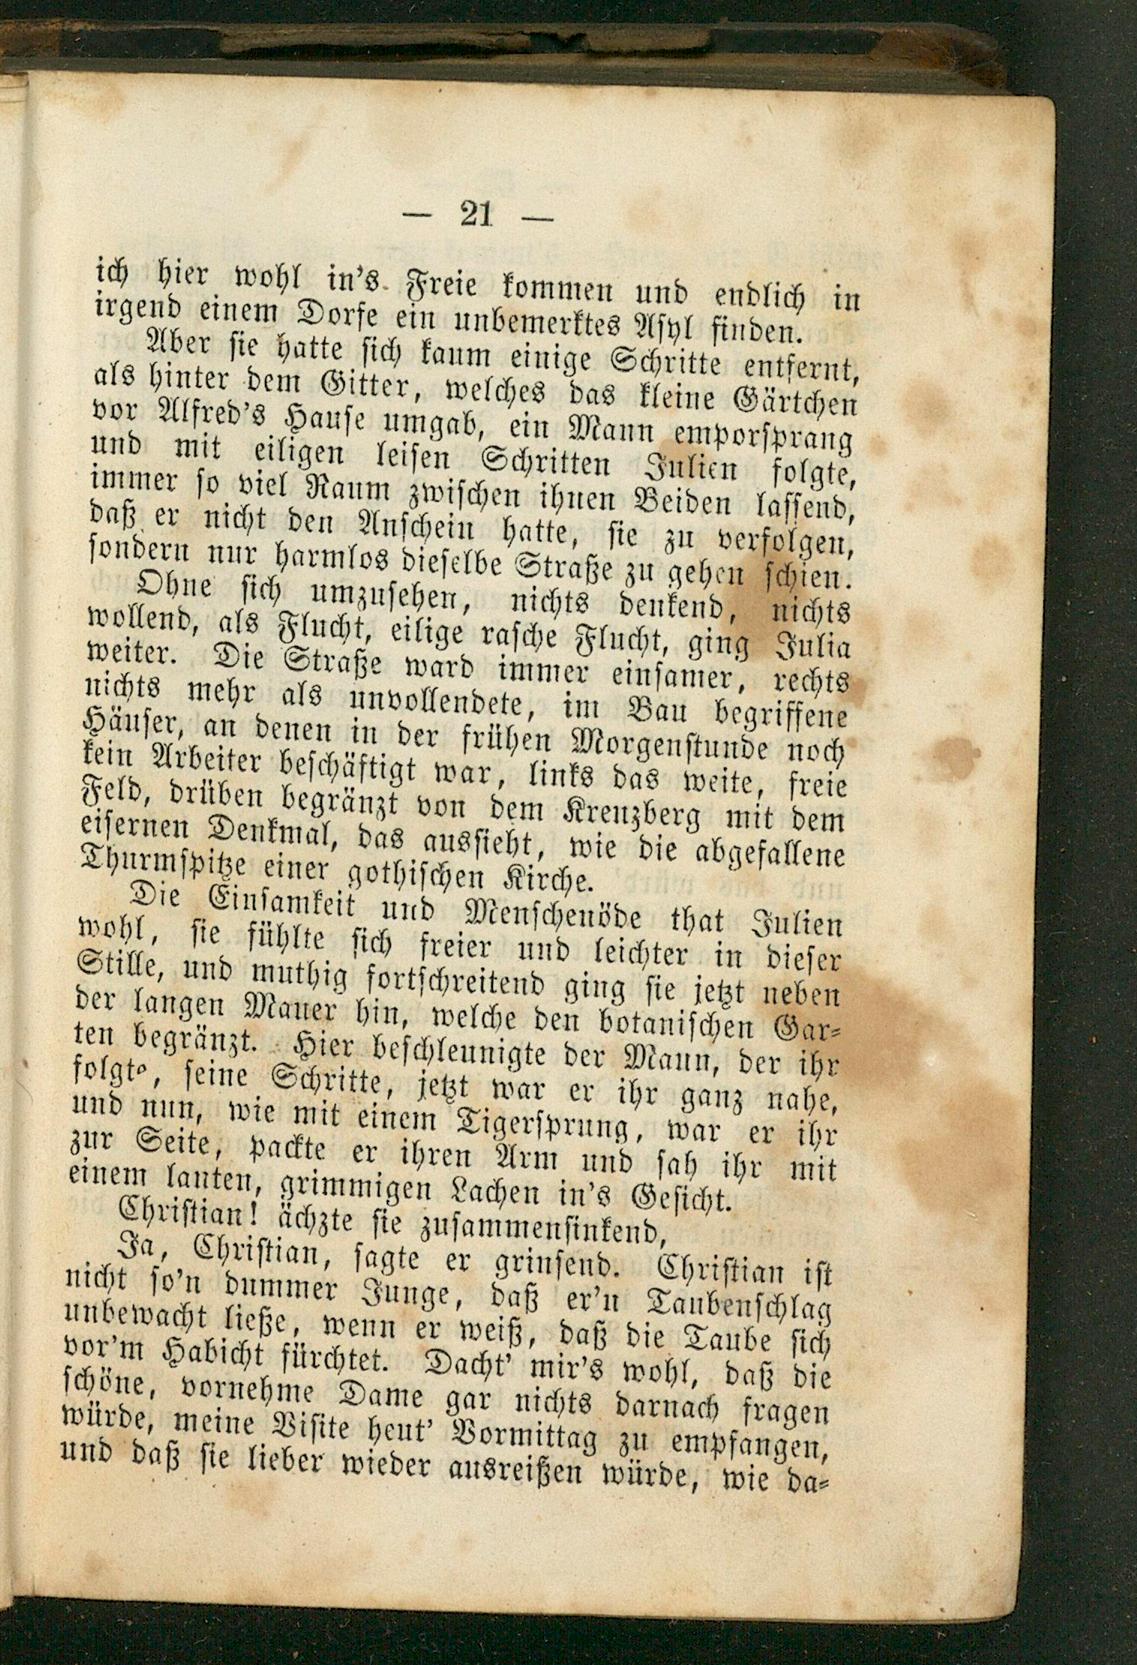 — 21 —
ich hier wohl in's Freie kommen und endlich in
irgend einem Dorfe ein unbemerktes Asyl finden.
Aber sie hatte sich kaum einige Schritte entfernt,
als hinter dem Gitter, welches das kleine Gärtchen
vor Alfred's Hause umgab, ein Mann emporsprang
und mit eiligen leisen Schritten Julien folgte,
immer so viel Raum zwischen ihnen Beiden lassend,
daß er nicht den Anschein hatte, sie zu verfolgen,
sondern nur harmlos dieselbe Straße zu gehen schien.
Ohne sich umzusehen, nichts denkend, nichts
wollend, als Flucht, eilige rasche Flucht, ging Julia
weiter. Die Straße ward immer einsamer, rechts
nichts mehr als unvollendete, im Bau begriffene
Häuser, an denen in der frühen Morgenstunde noch
kein Arbeiter beschäftigt war, links das weite, freie
Feld, drüben begränzt von dem Kreuzberg mit dem
eisernen Denkmal, das aussieht, wie die abgefallene
Thurmspitze einer gothischen Kirche.
Die Einsamkeit und Menschenöde that Julien
wohl, sie fühlte sich freier und leichter in dieser
Stille, und muthig fortschreitend ging sie jetzt neben
der langen Mauer hin, welche den botanischen Gar-
ten begränzt. Hier beschleunigte der Mann, der ihr
folgte, seine Schritte, jetzt war er ihr ganz nahe,
und nun, wie mit einem Tigersprung, war er ihr
zur Seite, packte er ihren Arm und sah ihr mit
einem lauten, grimmigen Lachen in's Gesicht.
Christian! ächzte sie zusammensinkend,
Ja, Christian, sagte er grinsend. Christian ist
nicht so'n dummer Junge, daß er'n Taubenschlag
unbewacht ließe, wenn er weiß, daß die Taube sich
vor'm Habicht fürchtet. Dacht' mir's wohl, daß die
schöne, vornehme Dame gar nichts darnach fragen
würde, meine Visite heut' Vormittag zu empfangen,
und daß sie lieber wieder ausreißen würde, wie da-